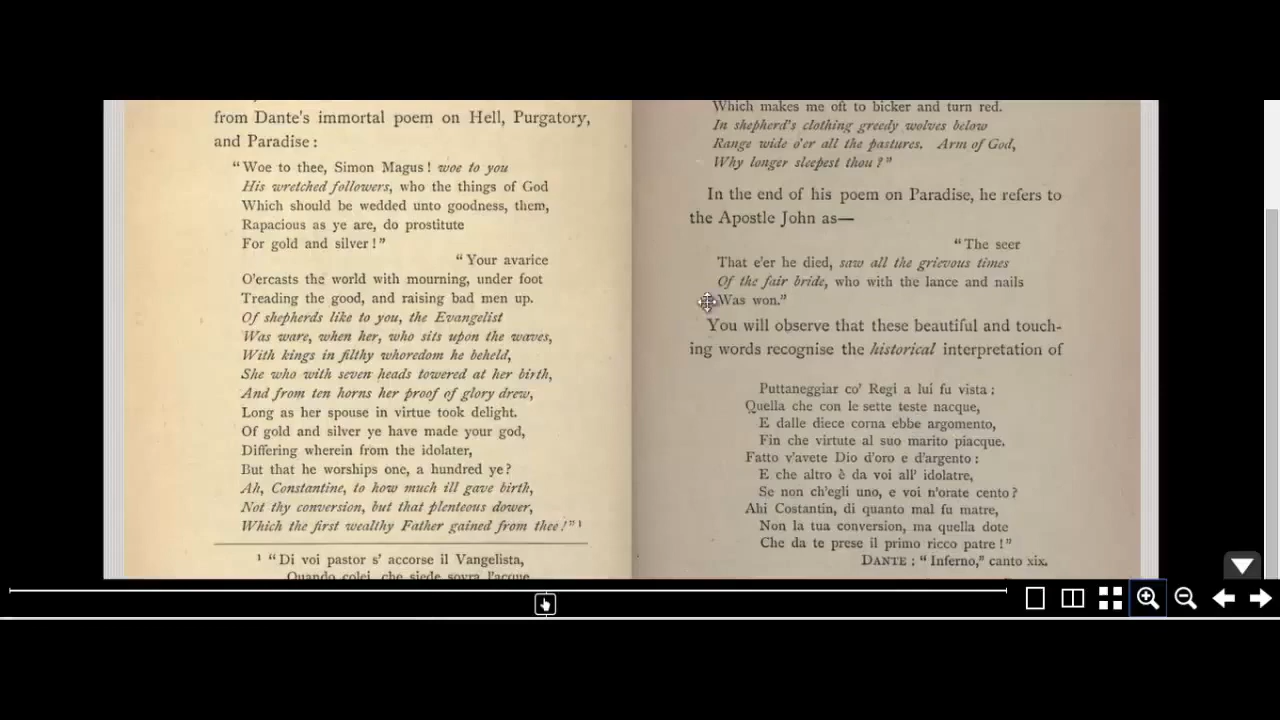 from Dante's immortal poem on Hell, Purgatory,
and Paradise :
“ Woe to thee, Simon Magus ! woe to you
His wretched followers, who the things of God
Which should be wedded unto goodness, them,
Rapacious as ye are, do prostitute
For gold and silver ! ”
“ Your avarice
O'ercasts the world with mourning, under foot
Treading the good, and raising bad men up.
Of shepherds like to you, the Evangelist
Was ware, when her, who sits upon the waves,
With kings in filthy whoredom he beheld,
She who with seven heads towered at her birth,
And from ten horns her proof of glory drew,
Long as her spouse in virtue took delight.
Of gold and silver ye have made your god,
Differing wherein from the idolater,
But that he worships one, a hundred ye?
Ah, Constantine, to how much ill gave birth,
Not thy conversion, but that plenteous dower,
Which the first wealthy Father gained from thee ! ” ¹
¹ “ Di voi pastor s' accorse il Vangelista,
Quando colei, che siede sovra l'acque
Which makes me oft to bicker and turn red.
In shepherd's clothing greedy wolves below
Range wide o'er all the pastures. Arm of God,
Why longer sleepest thou ? ”
In the end of his poem on Paradise, he refers to
the Apostle John as—
“ The seer
That e'er he died, saw all the grievous times
Of the fair bride, who with the lance and nails
Was won.”
You will observe that these beautiful and touch-
ing words recognise the historical interpretation of
Puttaneggiar co' Regi a lui fu vista :
Quella che con le sette teste nacque,
E dalle diece corna ebbe argomento,
Fin che virtute al suo marito piacque.
Fatto v'avete Dio d'oro e d'argento :
E che altro è da voi all' idolatre,
Se non ch'egli uno, e voi n'orate cento ?
Ahi Costantin, di quanto mal fu matre,
Non la tua conversion, ma quella dote
Che da te prese il primo ricco patre ! ”
DANTE : “ Inferno,” canto xix.